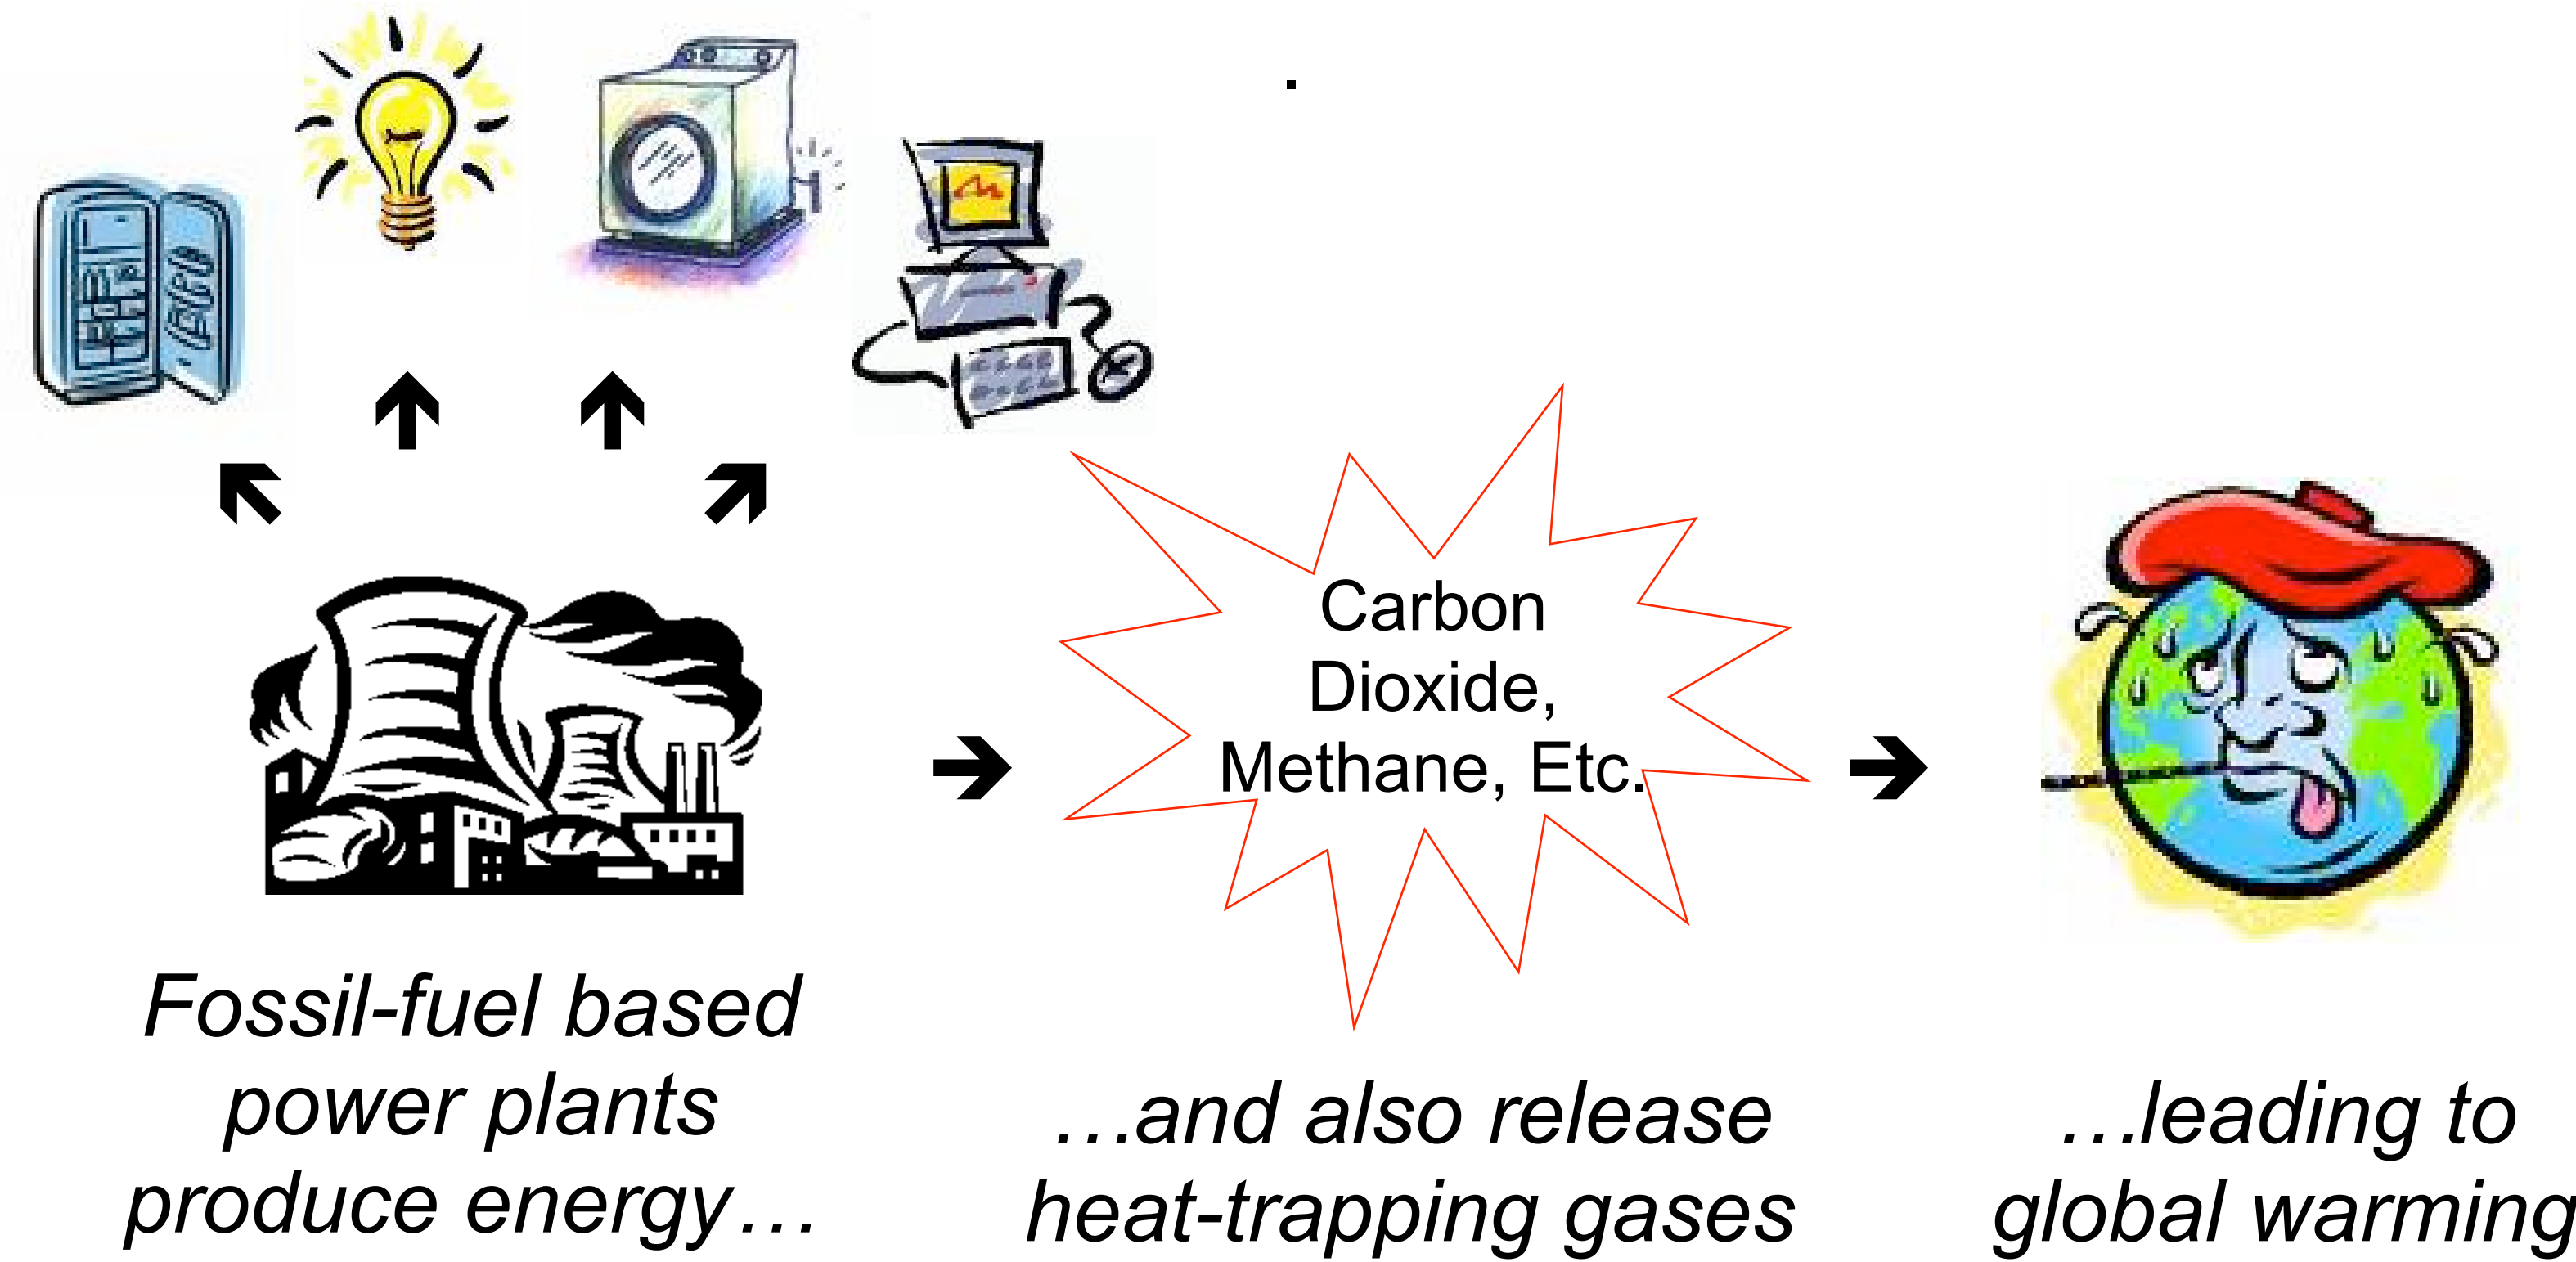 .
Carbon
Dioxide,
Methane, Etc.
Fossil-fuel based
power plants
produce energy…
…and also release
heat-trapping gases
…leading to
global warming